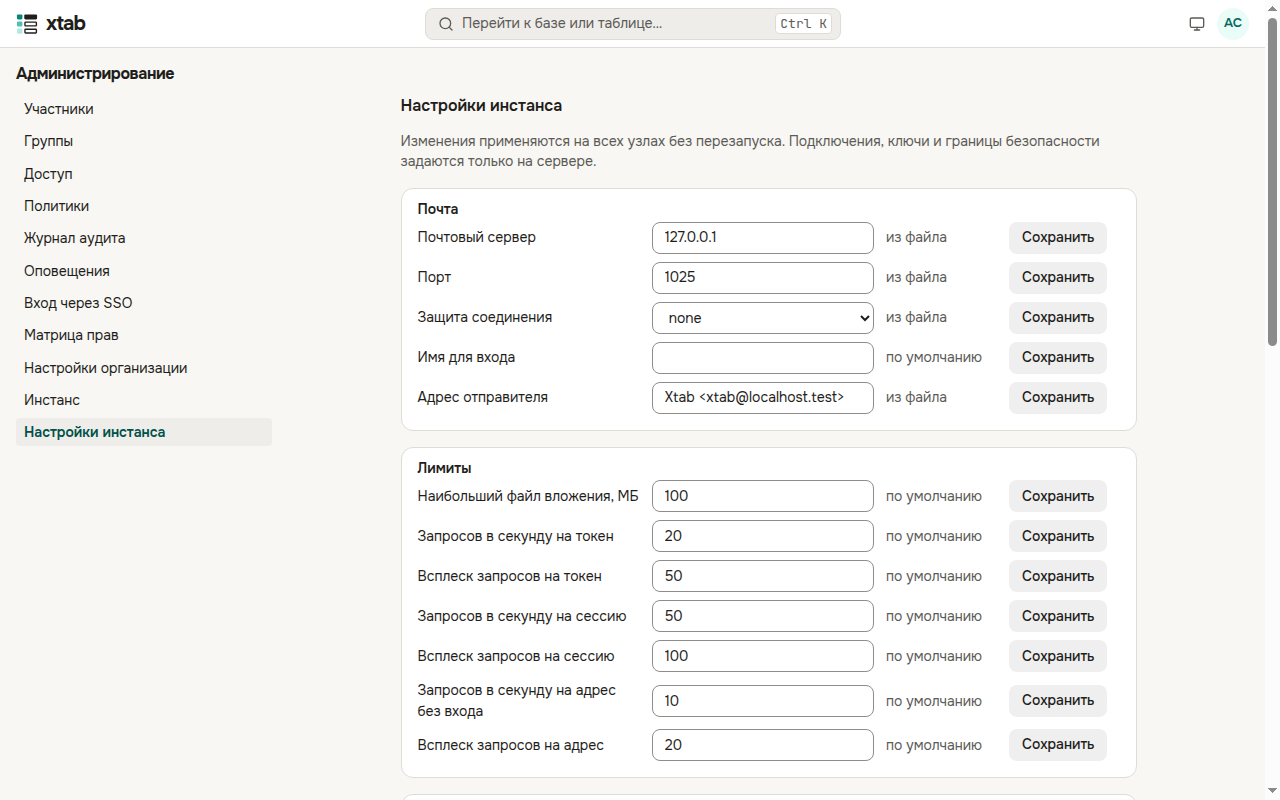 xtab
Перейти к базе или таблице...
Ctrl K
AC
Администрирование
Участники
Группы
Доступ
Политики
Журнал аудита
Оповещения
Вход через SSO
Матрица прав
Настройки организации
Инстанс
Настройки инстанса
Настройки инстанса
Изменения применяются на всех узлах без перезапуска. Подключения, ключи и границы безопасности
задаются только на сервере.
Почта
Почтовый сервер 127.0.0.1 из файла Сохранить
Порт 1025 из файла Сохранить
Защита соединения none из файла Сохранить
Имя для входа по умолчанию Сохранить
Адрес отправителя Xtab <xtab@localhost.test> из файла Сохранить
Лимиты
Наибольший файл вложения, МБ 100 по умолчанию Сохранить
Запросов в секунду на токен 20 по умолчанию Сохранить
Всплеск запросов на токен 50 по умолчанию Сохранить
Запросов в секунду на сессию 50 по умолчанию Сохранить
Всплеск запросов на сессию 100 по умолчанию Сохранить
Запросов в секунду на адрес
без входа 10 по умолчанию Сохранить
Всплеск запросов на адрес 20 по умолчанию Сохранить